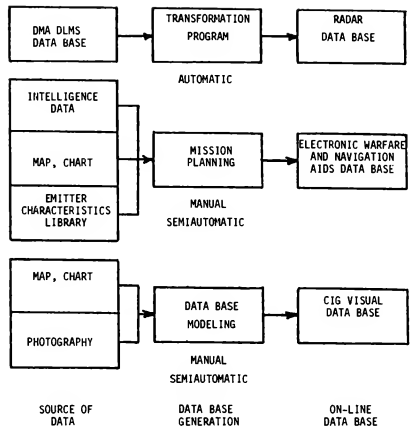 DMA DLMS
DATA BASE
TRANSFORMATION
PROGRAM
RADAR
DATA BASE
AUTOMATIC
INTELLIGENCE
DATA
MAP, CHART
EMITTER
CHARACTERISTICS
LIBRARY
MISSION
PLANNING
ELECTRONIC WARFARE
AND NAVIGATION
AIDS DATA BASE
MANUAL
SEMIAUTOMATIC
MAP, CHART
PHOTOGRAPHY
DATA BASE
MODELING
CIG VISUAL
DATA BASE
MANUAL
SEMIAUTOMATIC
SOURCE OF
DATA
DATA BASE
GENERATION
ON-LINE
DATA BASE